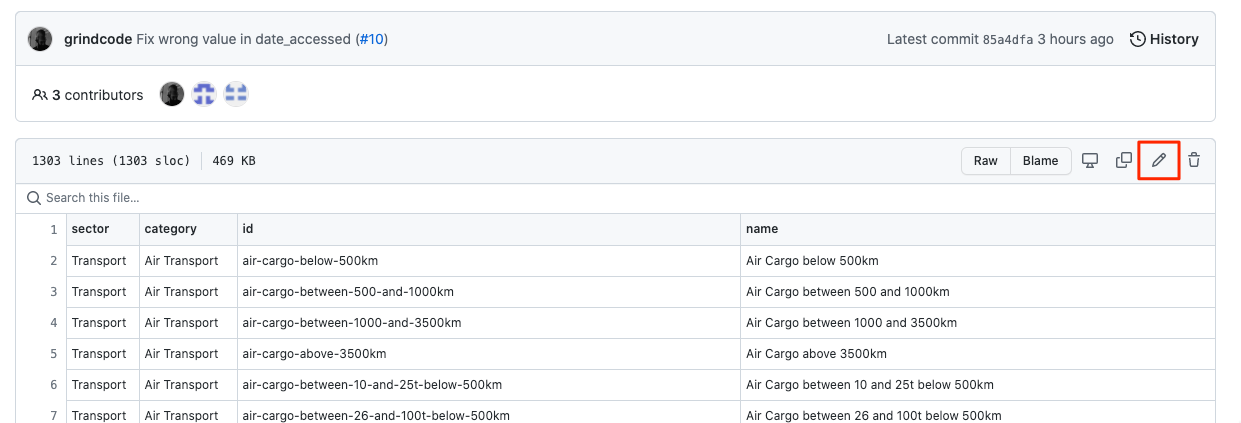 grindcode Fix wrong value in date_accessed (#10) Latest commit 85a4dfa 3 hours ago History
3 contributors
1303 lines (1303 sloc) 469 KB Raw Blame
Search this file...
1 sector category id name
2 Transport Air Transport air-cargo-below-500km Air Cargo below 500km
3 Transport Air Transport air-cargo-between-500-and-1000km Air Cargo between 500 and 1000km
4 Transport Air Transport air-cargo-between-1000-and-3500km Air Cargo between 1000 and 3500km
5 Transport Air Transport air-cargo-above-3500km Air Cargo above 3500km
6 Transport Air Transport air-cargo-between-10-and-25t-below-500km Air Cargo between 10 and 25t below 500km
7 Transport Air Transport air-cargo-between-26-and-100t-below-500km Air Cargo between 26 and 100t below 500km